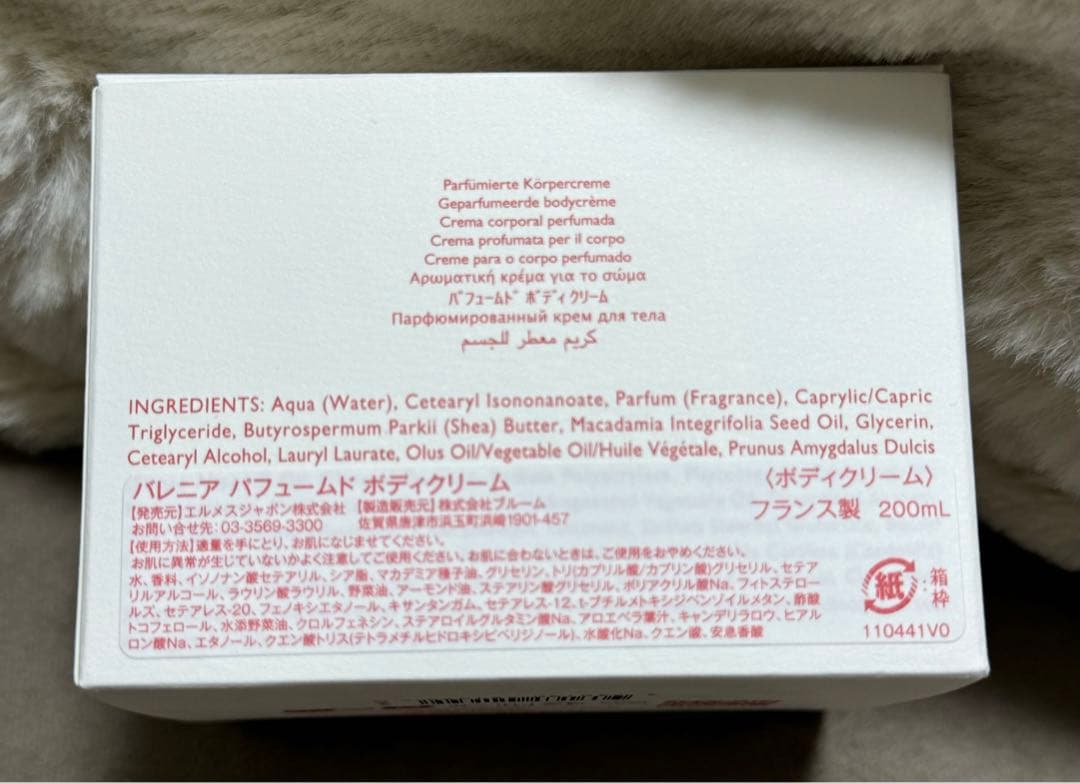 Parfümierte Körpercreme
Geparfumeerde bodycrème
Crema corporal perfumada
Crema profumata per il corpo
Creme para o corpo perfumado
Αρωματική κρέμα για το σώμα
パフュームド ボディクリーム
Парфюмированный крем для тела
كريم معطر للجسم
INGREDIENTS: Aqua (Water), Cetearyl Isononanoate, Parfum (Fragrance), Caprylic/Capric
Triglyceride, Butyrospermum Parkii (Shea) Butter, Macadamia Integrifolia Seed Oil, Glycerin,
Cetearyl Alcohol, Lauryl Laurate, Olus Oil/Vegetable Oil/Huile Végétale, Prunus Amygdalus Dulcis
バレニア パフュームド ボディクリーム 〈ボディクリーム〉
【発売元】エルメスジャポン株式会社 【製造販売元】株式会社ブルーム フランス製 200mL
お問い合せ先:03-3569-3300 佐賀県唐津市浜玉町浜崎1901-457
【使用方法】適量を手にとり、お肌になじませてください。
お肌に異常が生じていないかよく注意してご使用ください。お肌に合わないときは、ご使用をおやめください。
水、香料、イソノナン酸セテアリル、シア脂、マカデミア種子油、グリセリン、トリ(カプリル酸/カプリン酸)グリセリル、セテア
リルアルコール、ラウリン酸ラウリル、野菜油、アーモンド油、ステアリン酸グリセリル、ポリアクリル酸Na、フィトステロー
ルズ、セテアレス-20、フェノキシエタノール、キサンタンガム、セテアレス-12、t-ブチルメトキシジベンゾイルメタン、酢酸
トコフェロール、水添野菜油、クロルフェネシン、ステアロイルグルタミン酸Na、アロエベラ葉汁、キャンデリラロウ、ヒアル
ロン酸Na、エタノール、クエン酸トリス(テトラメチルヒドロキシピペリジノール)、水酸化Na、クエン酸、安息香酸
紙 箱・枠
110441V0